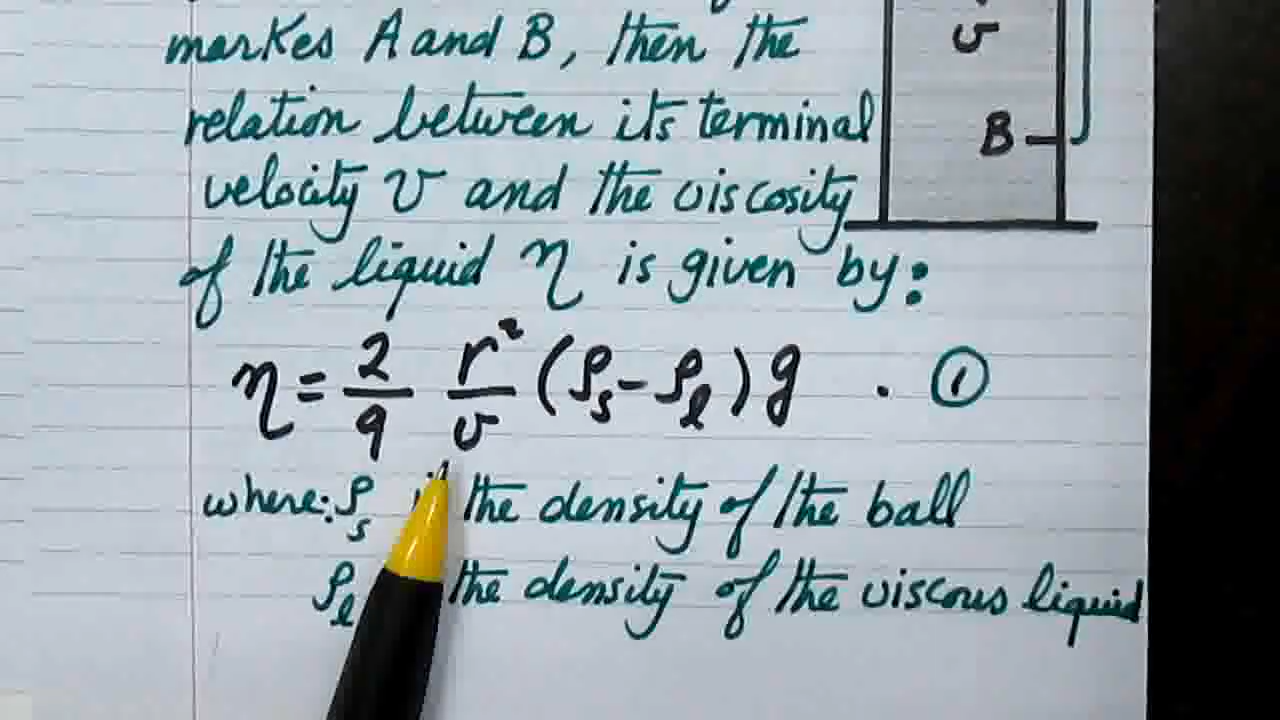 markes A and B, then the
relation between its terminal
velocity v and the viscosity
of the liquid η is given by:
η = 2/9 r²/v (ρs - ρl) g . ①
where: ρs the density of the ball
ρl the density of the viscous liquid
v
B